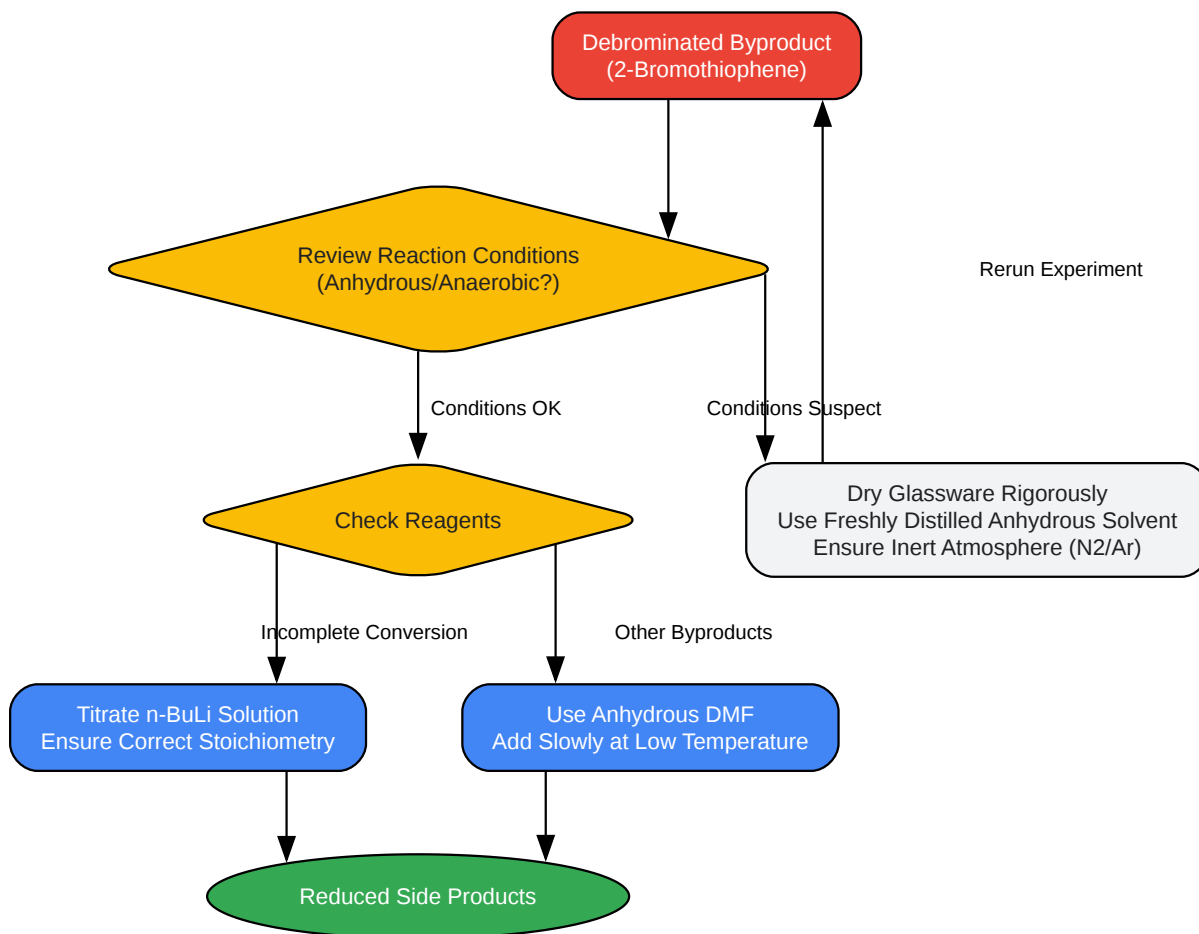 Debrominated Byproduct
(2-Bromothiophene)
Review Reaction Conditions
(Anhydrous/Anaerobic?)
Rerun Experiment
Conditions OK
Conditions Suspect
Check Reagents
Dry Glassware Rigorously
Use Freshly Distilled Anhydrous Solvent
Ensure Inert Atmosphere (N2/Ar)
Incomplete Conversion
Other Byproducts
Titrate n-BuLi Solution
Ensure Correct Stoichiometry
Use Anhydrous DMF
Add Slowly at Low Temperature
Reduced Side Products